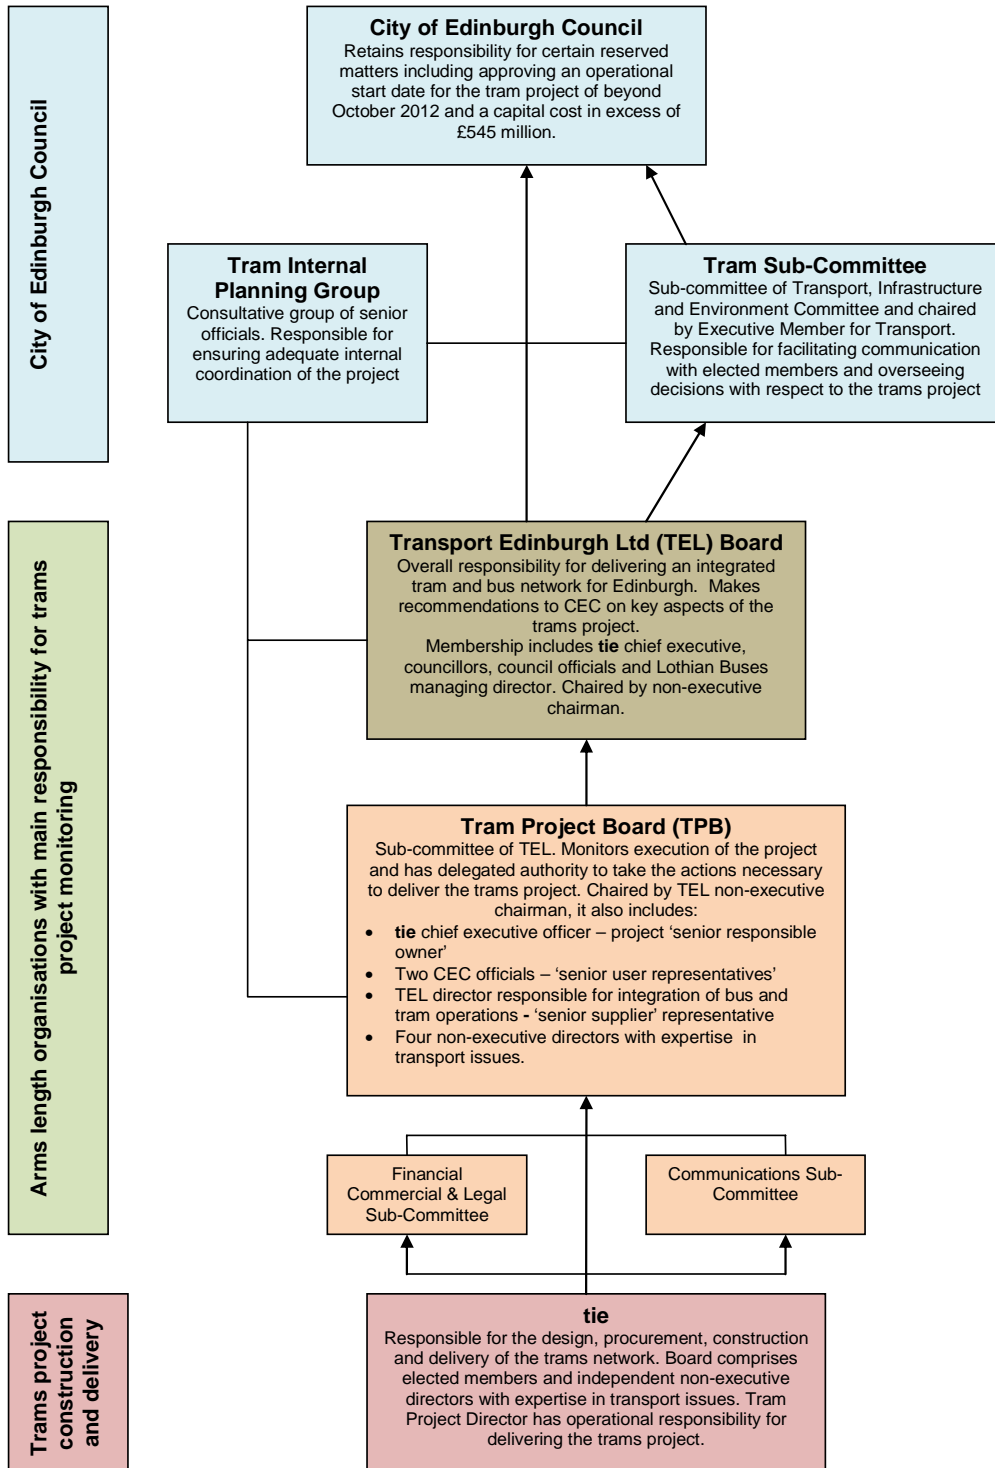 City of Edinburgh Council
City of Edinburgh Council
Retains responsibility for certain reserved
matters including approving an operational
start date for the tram project of beyond
October 2012 and a capital cost in excess of
£545 million.
Tram Internal
Planning Group
Consultative group of senior
officials. Responsible for
ensuring adequate internal
coordination of the project
Tram Sub-Committee
Sub-committee of Transport, Infrastructure
and Environment Committee and chaired
by Executive Member for Transport.
Responsible for facilitating communication
with elected members and overseeing
decisions with respect to the trams project
Arms length organisations with main responsibility for trams
project monitoring
Transport Edinburgh Ltd (TEL) Board
Overall responsibility for delivering an integrated
tram and bus network for Edinburgh.  Makes
recommendations to CEC on key aspects of the
trams project.
Membership includes tie chief executive,
councillors, council officials and Lothian Buses
managing director. Chaired by non-executive
chairman.
Tram Project Board (TPB)
Sub-committee of TEL. Monitors execution of the project
and has delegated authority to take the actions necessary
to deliver the trams project. Chaired by TEL non-executive
chairman, it also includes:
• tie chief executive officer – project ‘senior responsible
owner’
• Two CEC officials – ‘senior user representatives’
• TEL director responsible for integration of bus and
tram operations - ‘senior supplier’ representative
• Four non-executive directors with expertise  in
transport issues.
Financial
Commercial & Legal
Sub-Committee
Communications Sub-
Committee
Trams project
construction
and delivery
tie
Responsible for the design, procurement, construction
and delivery of the trams network. Board comprises
elected members and independent non-executive
directors with expertise in transport issues. Tram
Project Director has operational responsibility for
delivering the trams project.